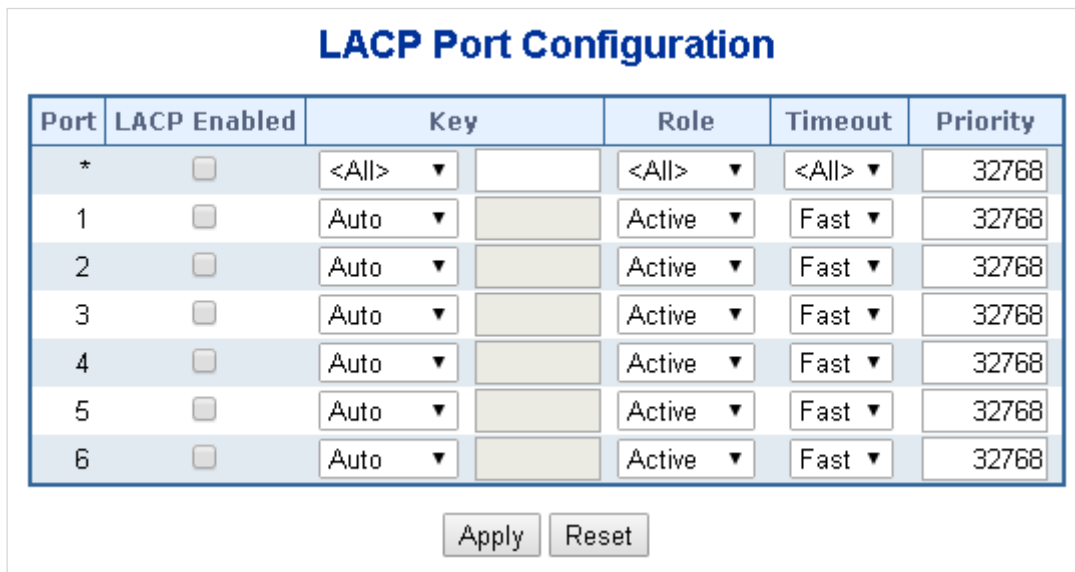 LACP Port Configuration
Port LACP Enabled Key Role Timeout Priority
* <All> <All> <All> 32768
1 Auto Active Fast 32768
2 Auto Active Fast 32768
3 Auto Active Fast 32768
4 Auto Active Fast 32768
5 Auto Active Fast 32768
6 Auto Active Fast 32768
Apply Reset